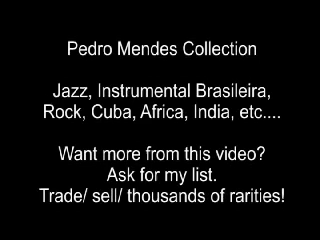 Pedro Mendes Collection
Jazz, Instrumental Brasileira,
Rock, Cuba, Africa, India, etc....
Want more from this video?
Ask for my list.
Trade/ sell/ thousands of rarities!